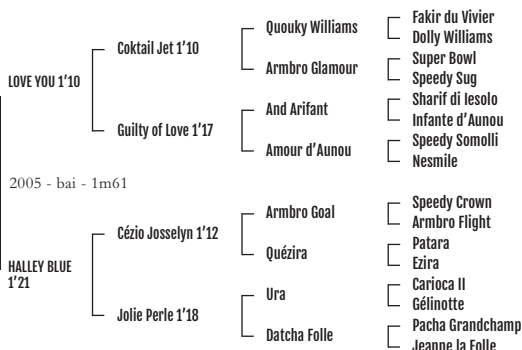 LOVE YOU 1'10
Coktail Jet 1'10
Quouky Williams
Fakir du Vivier
Dolly Williams
Armbro Glamour
Super Bowl
Speedy Sug
Guilty of Love 1'17
And Arifant
Sharif di Iesolo
Infante d'Aunou
Amour d'Aunou
Speedy Somolli
Nesmile
2005 - bai - 1m61
HALLEY BLUE
1'21
Cézio Josselyn 1'12
Armbro Goal
Speedy Crown
Armbro Flight
Quézira
Patara
Ezira
Jolie Perle 1'18
Ura
Carioca II
Gélinotte
Datcha Folle
Pacha Grandchamp
Jeanne la Folle